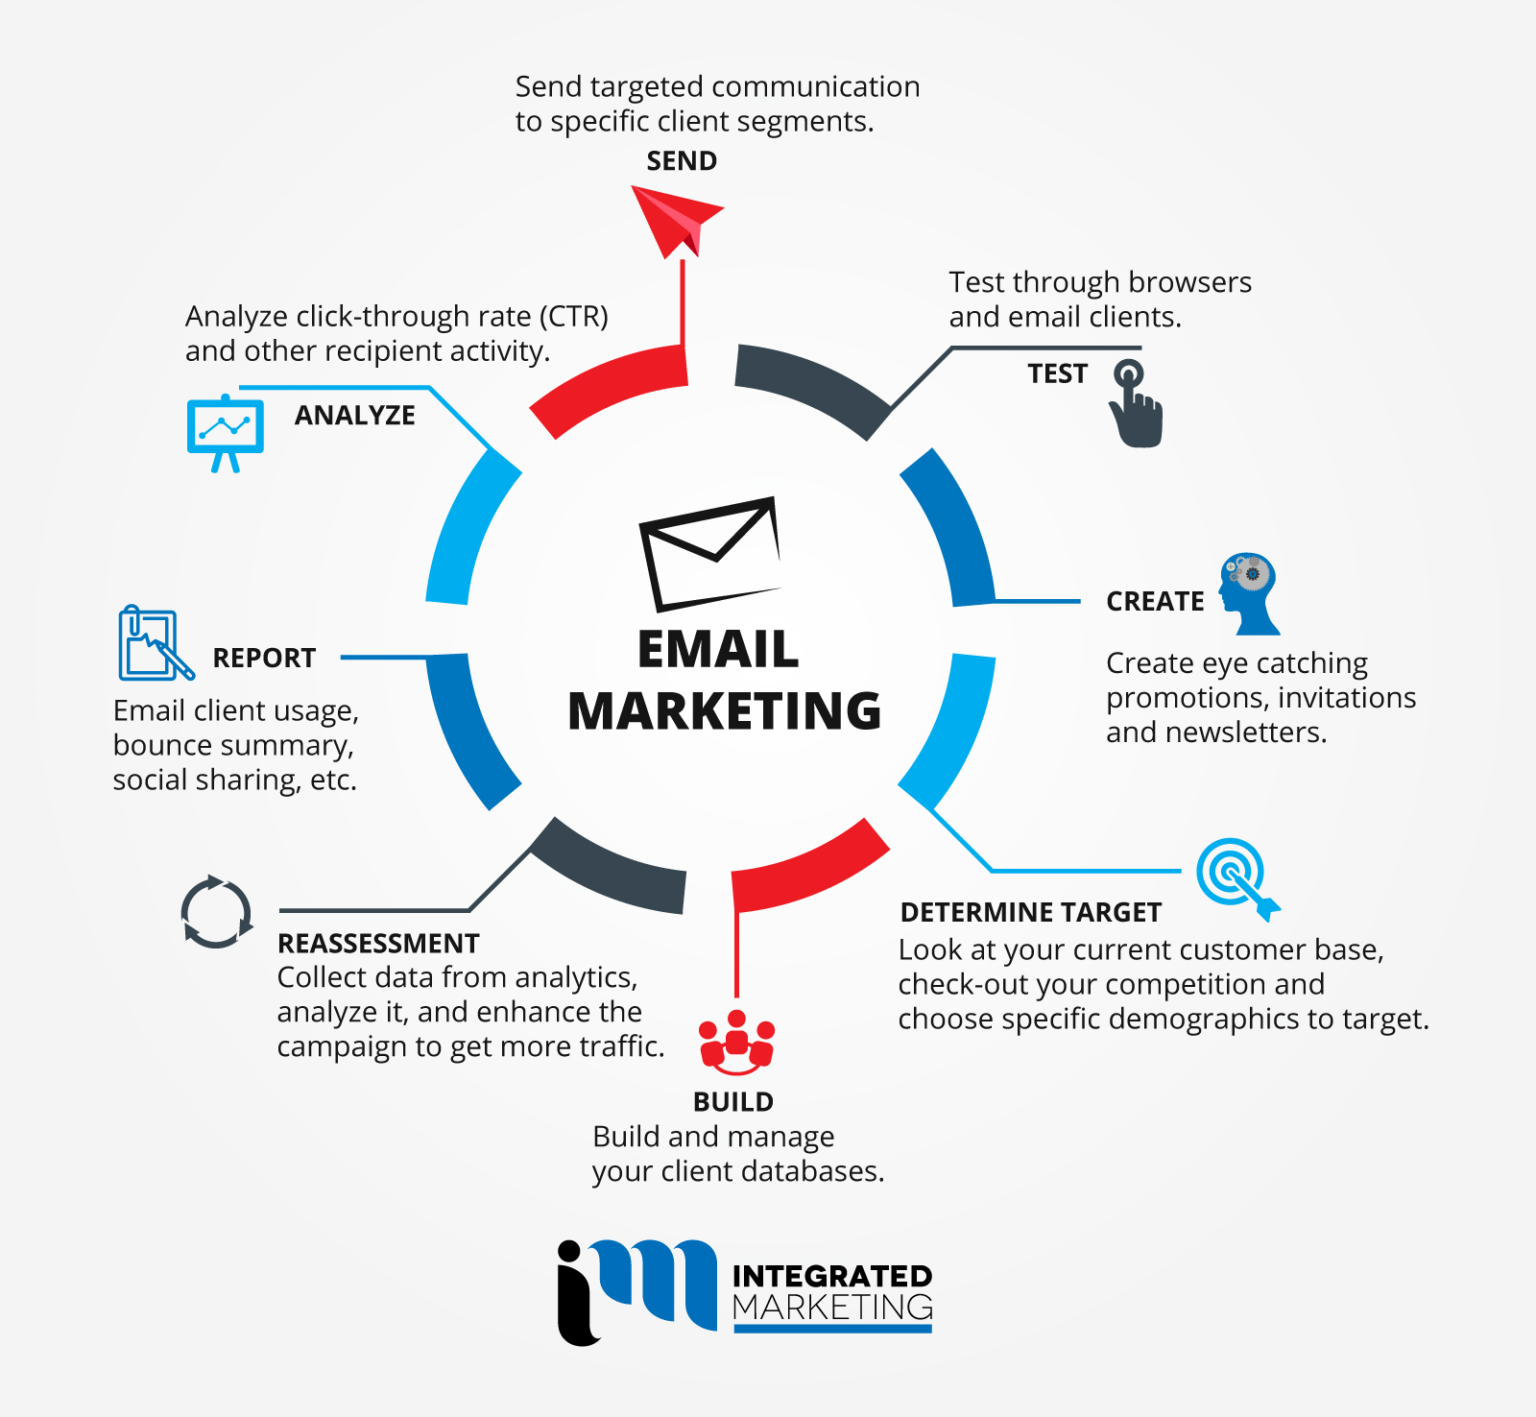 Send targeted communication
to specific client segments.
SEND
Test through browsers
and email clients.
TEST
Analyze click-through rate (CTR)
and other recipient activity.
ANALYZE
EMAIL
MARKETING
CREATE
Create eye catching
promotions, invitations
and newsletters.
REPORT
Email client usage,
bounce summary,
social sharing, etc.
DETERMINE TARGET
Look at your current customer base,
check-out your competition and
choose specific demographics to target.
REASSESSMENT
Collect data from analytics,
analyze it, and enhance the
campaign to get more traffic.
BUILD
Build and manage
your client databases.
im
INTEGRATED
MARKETING